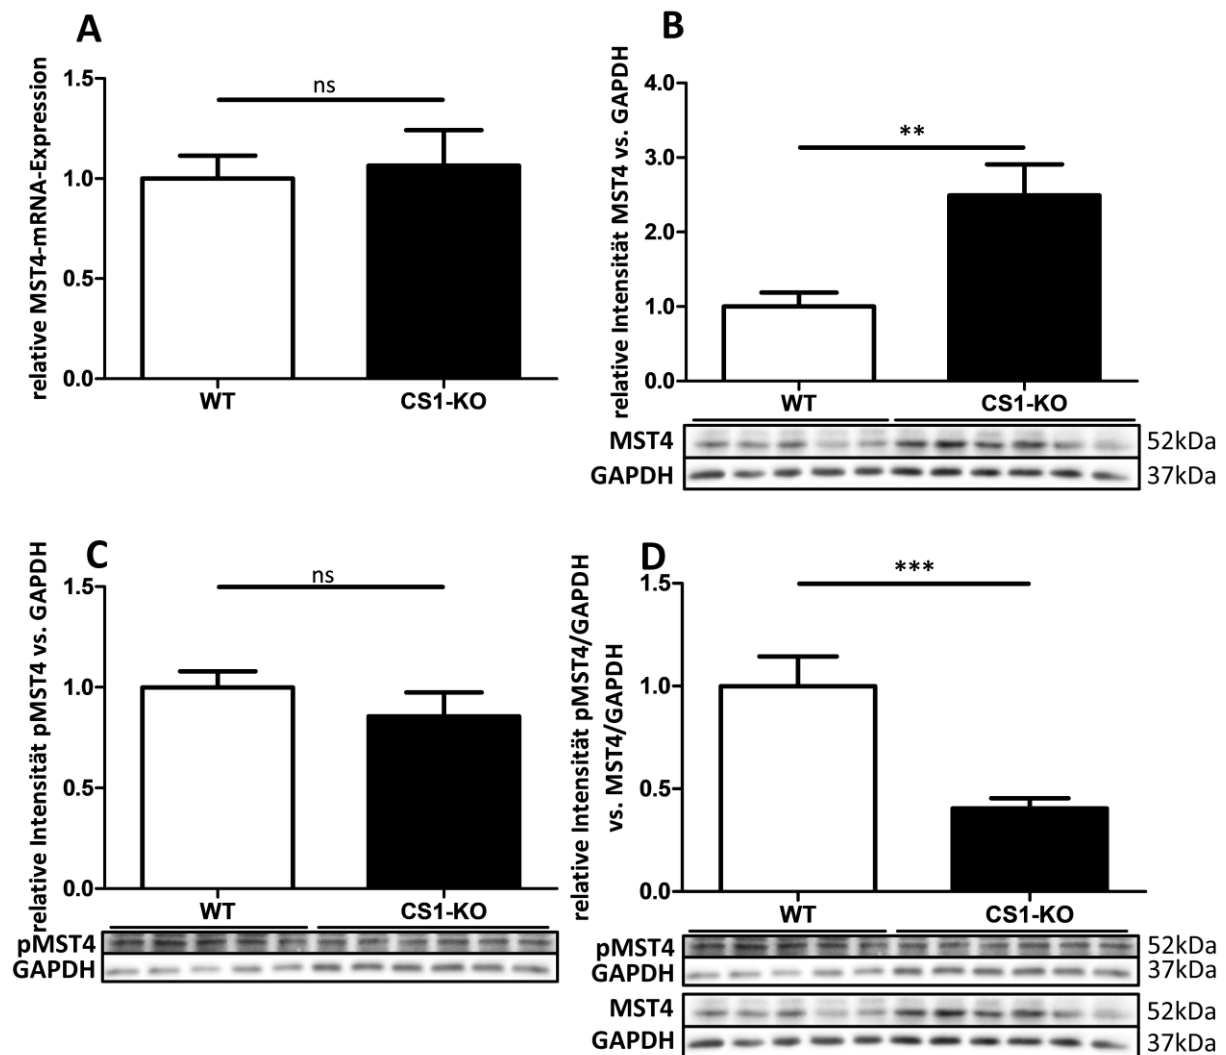 A
relative MST4-mRNA-Expression
1.5
1.0
0.5
0.0
ns
WT
CS1-KO
B
relative Intensität MST4 vs. GAPDH
4.0
3.0
2.0
1.0
0.0
**
WT
CS1-KO
MST4
52kDa
GAPDH
37kDa
C
relative Intensität pMST4 vs. GAPDH
1.5
1.0
0.5
0.0
ns
WT
CS1-KO
pMST4
GAPDH
D
relative Intensität pMST4/GAPDH
vs. MST4/GAPDH
1.5
1.0
0.5
0.0
***
WT
CS1-KO
pMST4
52kDa
GAPDH
37kDa
MST4
52kDa
GAPDH
37kDa